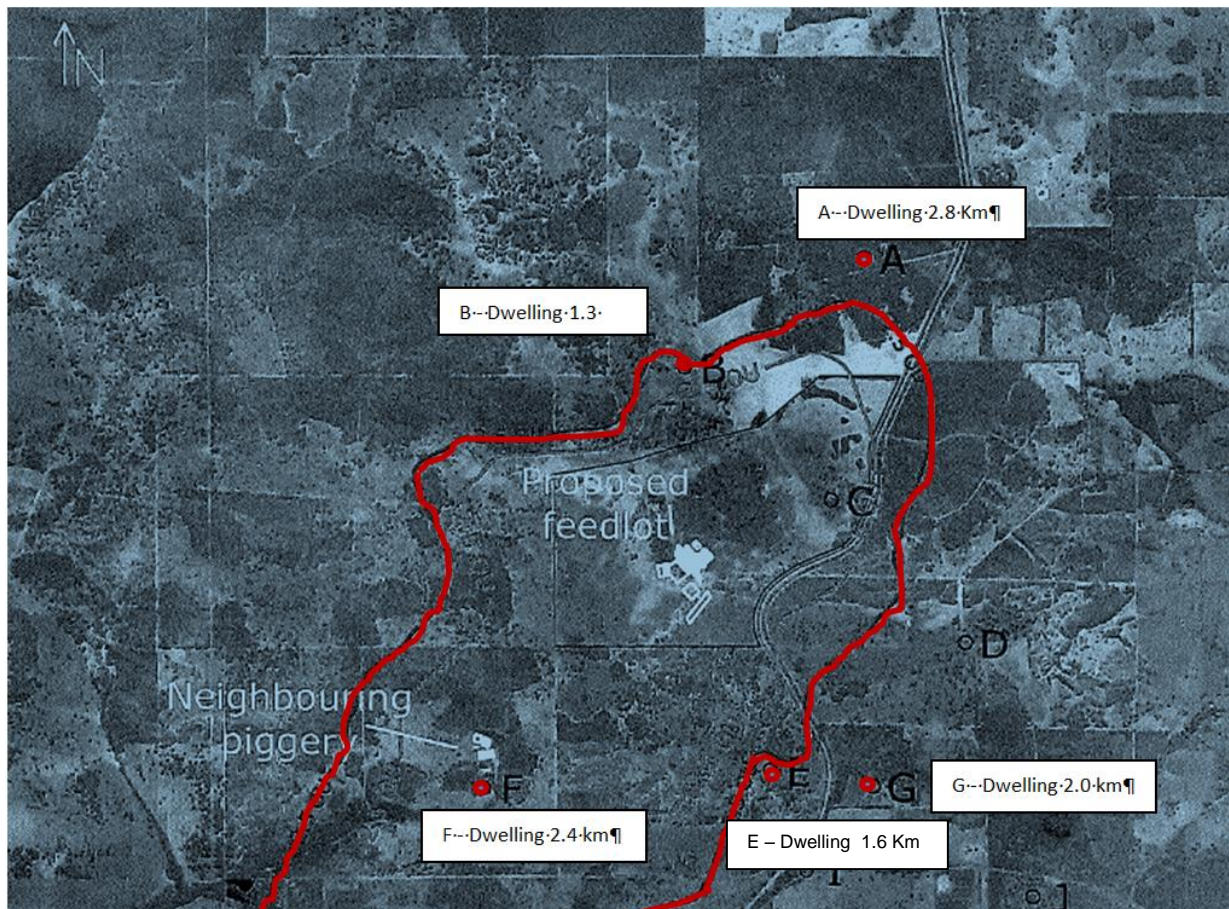 N
A·-·Dwelling·2.8·Km¶
A
B·-·Dwelling·1.3·
B
Proposed
feedlot
C
D
Neighbouring
piggery
E
G
G·-·Dwelling·2.0·km¶
F
F·-·Dwelling·2.4·km¶
E – Dwelling  1.6 Km
I
J